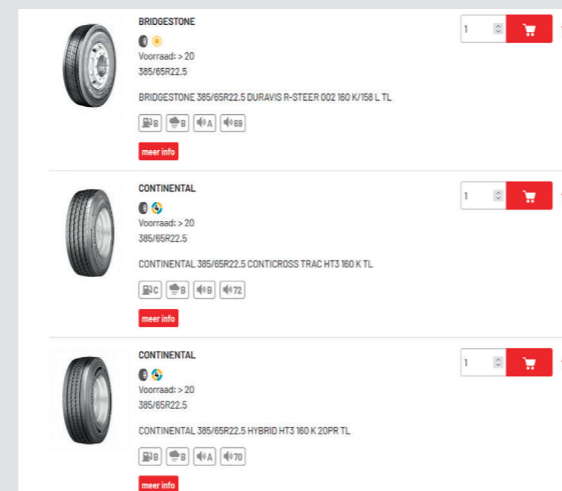 BRIDGESTONE
1
Voorraad: > 20
385/65R22.5
BRIDGESTONE 385/65R22.5 DURAVIS R-STEER 002 160 K/158 L TL
B B A 69
meer info
CONTINENTAL
1
Voorraad: > 20
385/65R22.5
CONTINENTAL 385/65R22.5 CONTICROSS TRAC HT3 160 K TL
C B B 72
meer info
CONTINENTAL
1
Voorraad: > 20
385/65R22.5
CONTINENTAL 385/65R22.5 HYBRID HT3 160 K 20PR TL
B B A 70
meer info